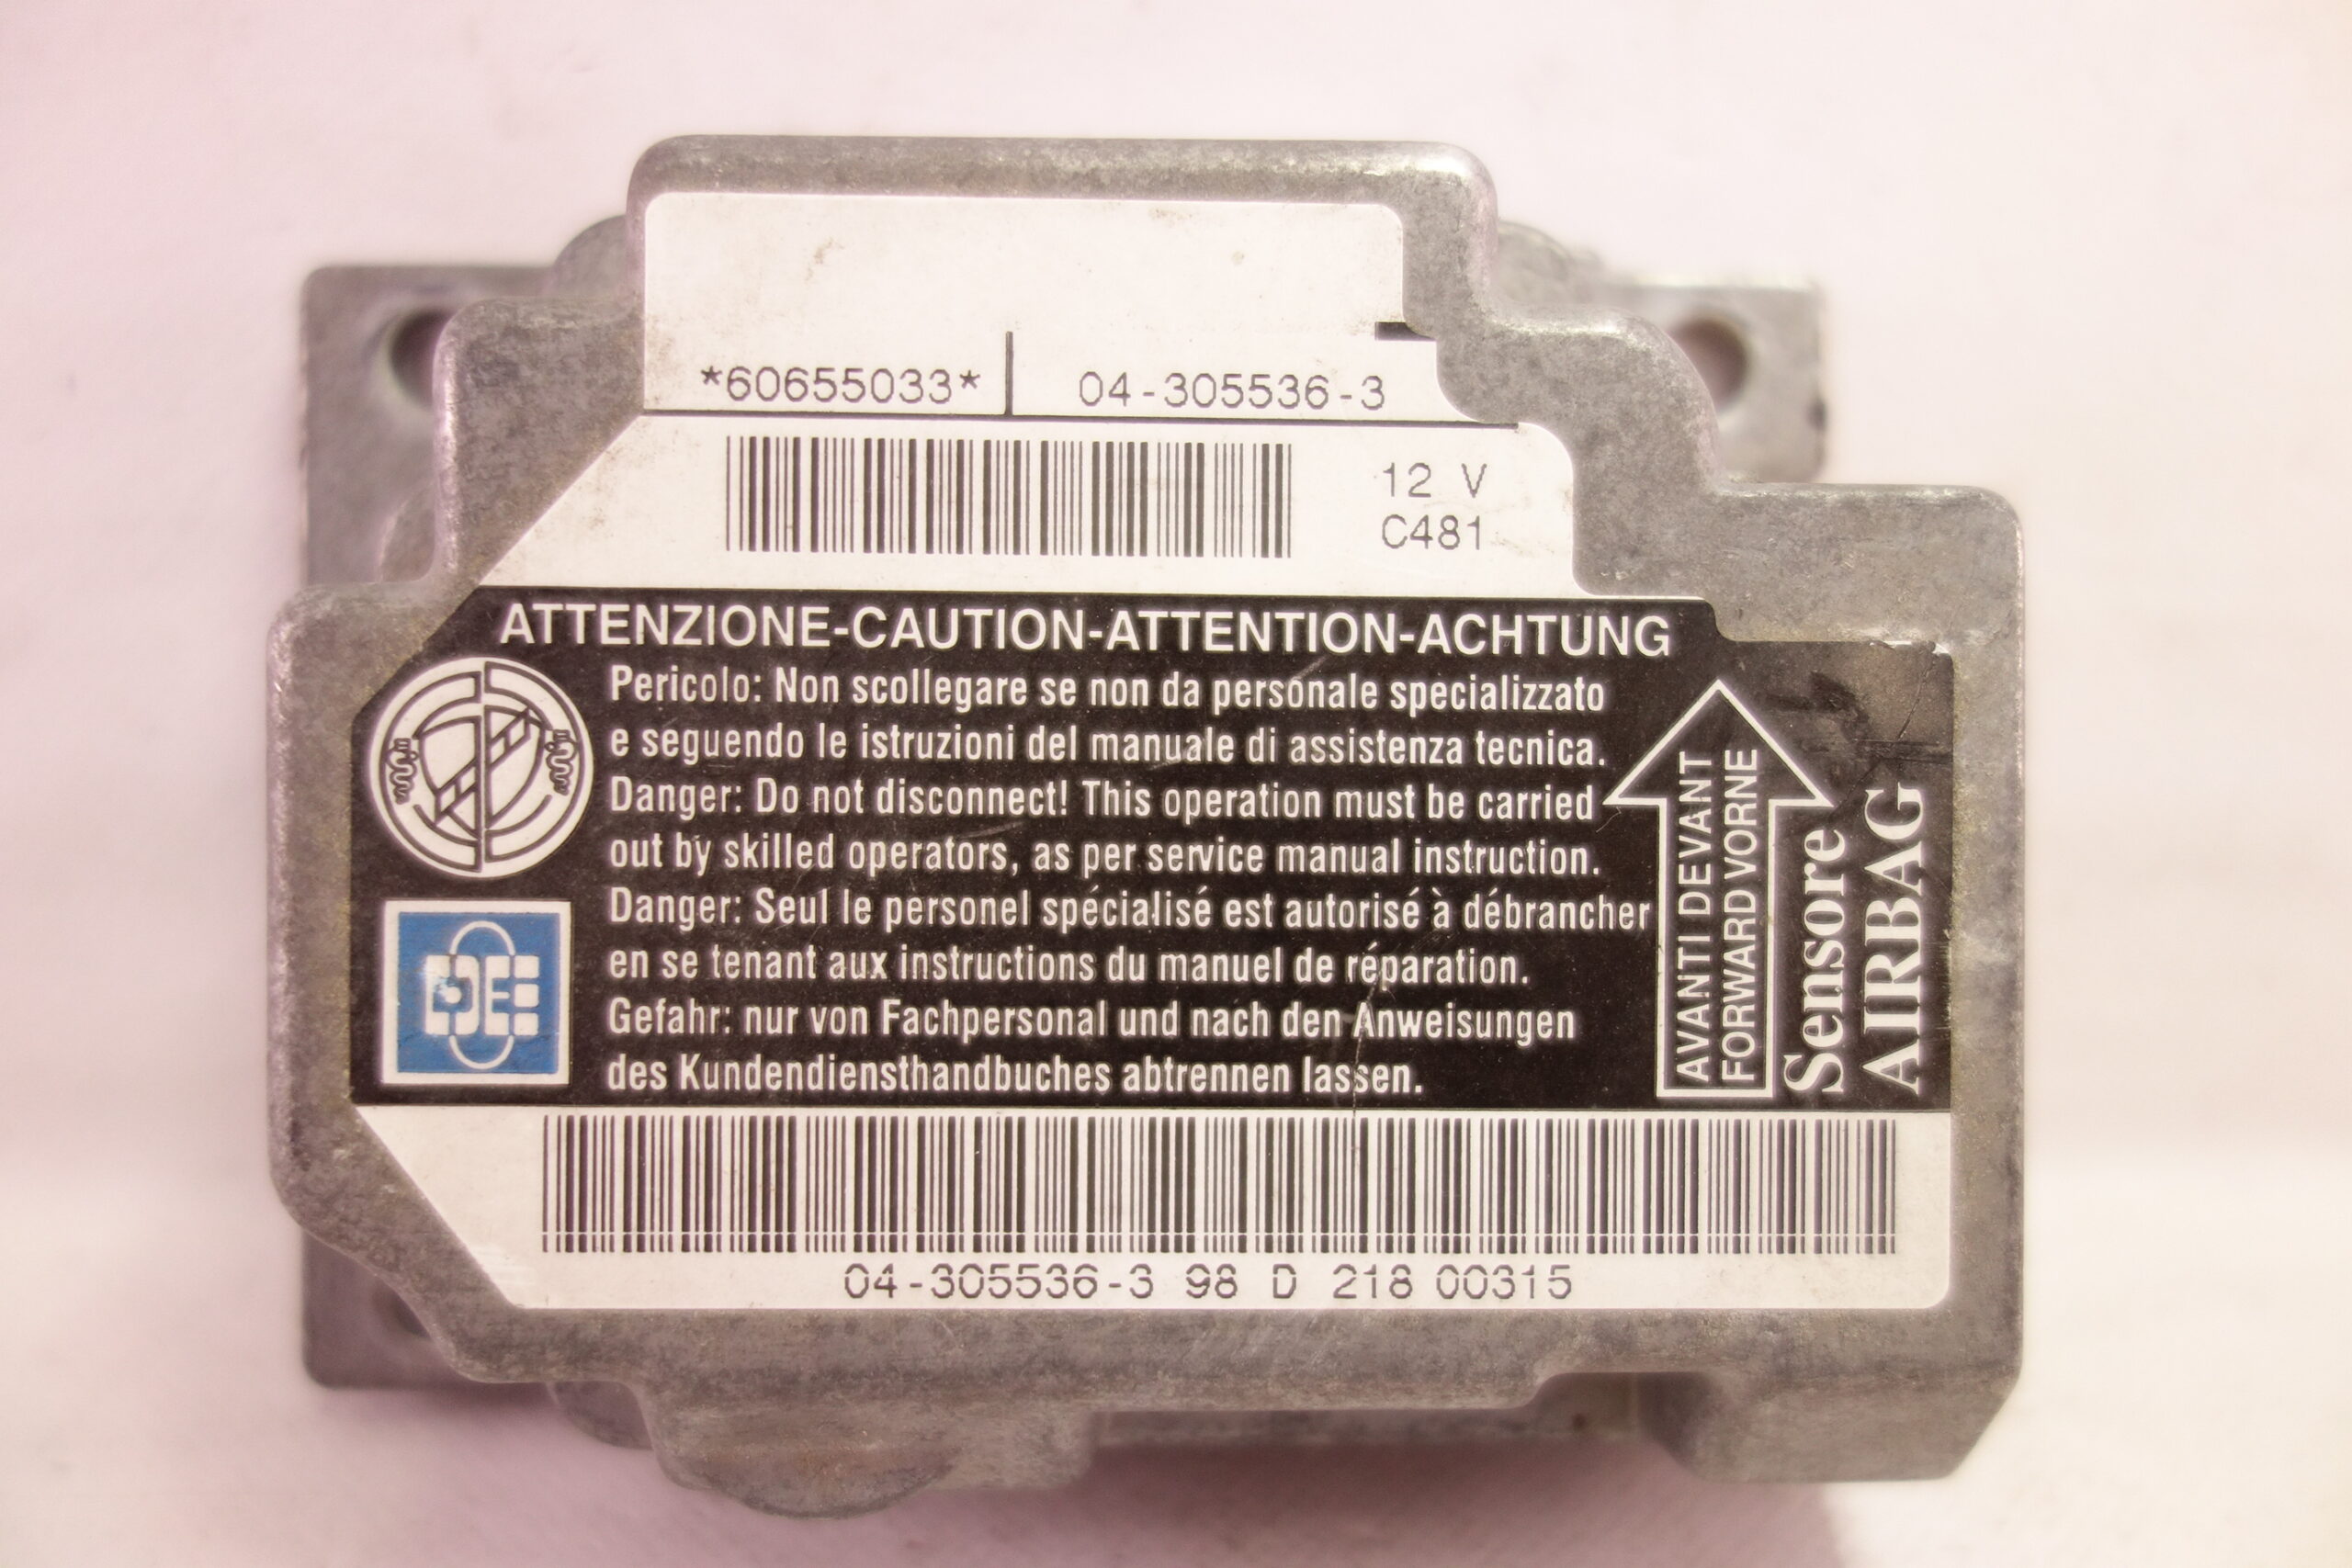 *60655033* 04-305536-3
12 V
C481
ATTENZIONE-CAUTION-ATTENTION-ACHTUNG
Pericolo: Non scollegare se non da personale specializzato
e seguendo le istruzioni del manuale di assistenza tecnica.
Danger: Do not disconnect! This operation must be carried
out by skilled operators, as per service manual instruction.
Danger: Seul le personel spécialisé est autorisé à débrancher
en se tenant aux instructions du manuel de réparation.
Gefahr: nur von Fachpersonal und nach den Anweisungen
des Kundendiensthandbuches abtrennen lassen.
AVANTI DEVANT
FORWARD VORNE
Sensore
AIRBAG
04-305536-3 98 D 218 00315